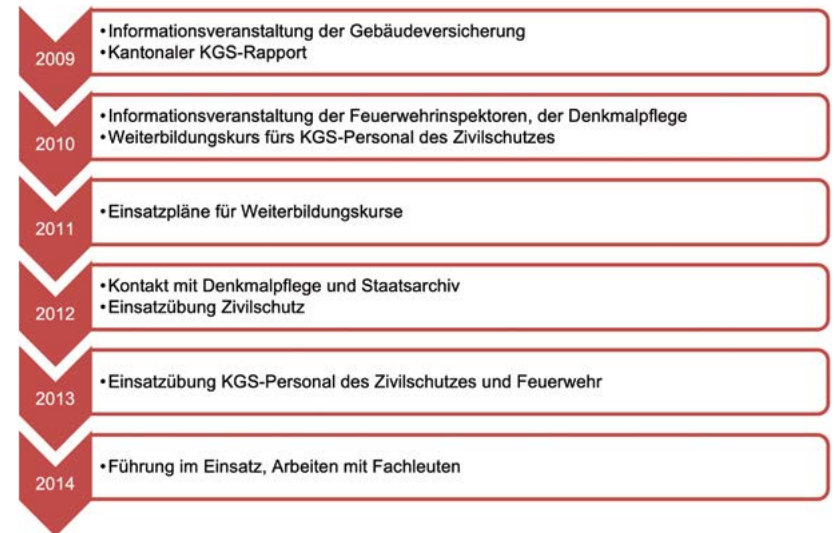 2009
•Informationsveranstaltung der Gebäudeversicherung
•Kantonaler KGS-Rapport
2010
•Informationsveranstaltung der Feuerwehrinspektoren, der Denkmalpflege
•Weiterbildungskurs fürs KGS-Personal des Zivilschutzes
2011
•Einsatzpläne für Weiterbildungskurse
2012
•Kontakt mit Denkmalpflege und Staatsarchiv
•Einsatzübung Zivilschutz
2013
•Einsatzübung KGS-Personal des Zivilschutzes und Feuerwehr
2014
•Führung im Einsatz, Arbeiten mit Fachleuten